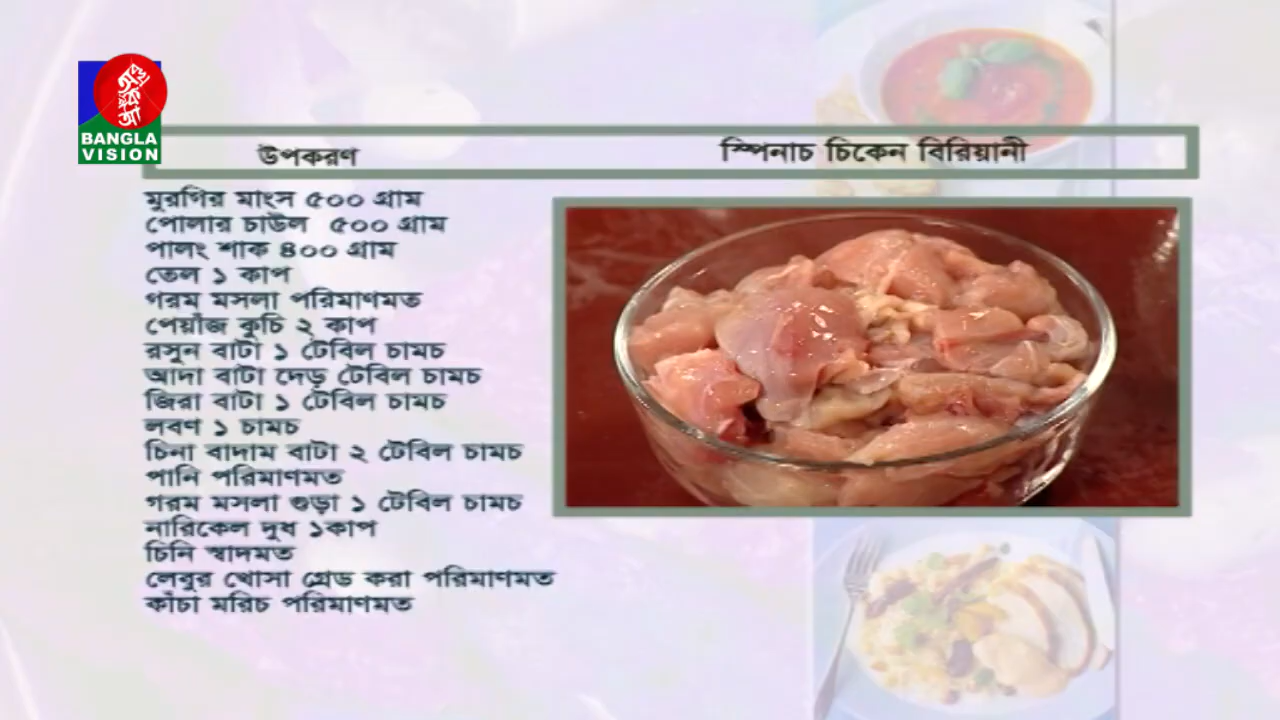 BANGLA
VISION
উপকরণ
স্পিনাচ চিকেন বিরিয়ানী
মুরগির মাংস ৫০০ গ্রাম
পোলার চাউল ৫০০ গ্রাম
পালং শাক ৪০০ গ্রাম
তেল ১ কাপ
গরম মসলা পরিমাণমত
পেয়াঁজ কুচি ২ কাপ
রসুন বাটা ১ টেবিল চামচ
আদা বাটা দেড় টেবিল চামচ
জিরা বাটা ১ টেবিল চামচ
লবণ ১ চামচ
চিনা বাদাম বাটা ২ টেবিল চামচ
পানি পরিমাণমত
গরম মসলা গুড়া ১ টেবিল চামচ
নারিকেল দুধ ১কাপ
চিনি স্বাদমত
লেবুর খোসা গ্রেড করা পরিমাণমত
কাঁচা মরিচ পরিমাণমত